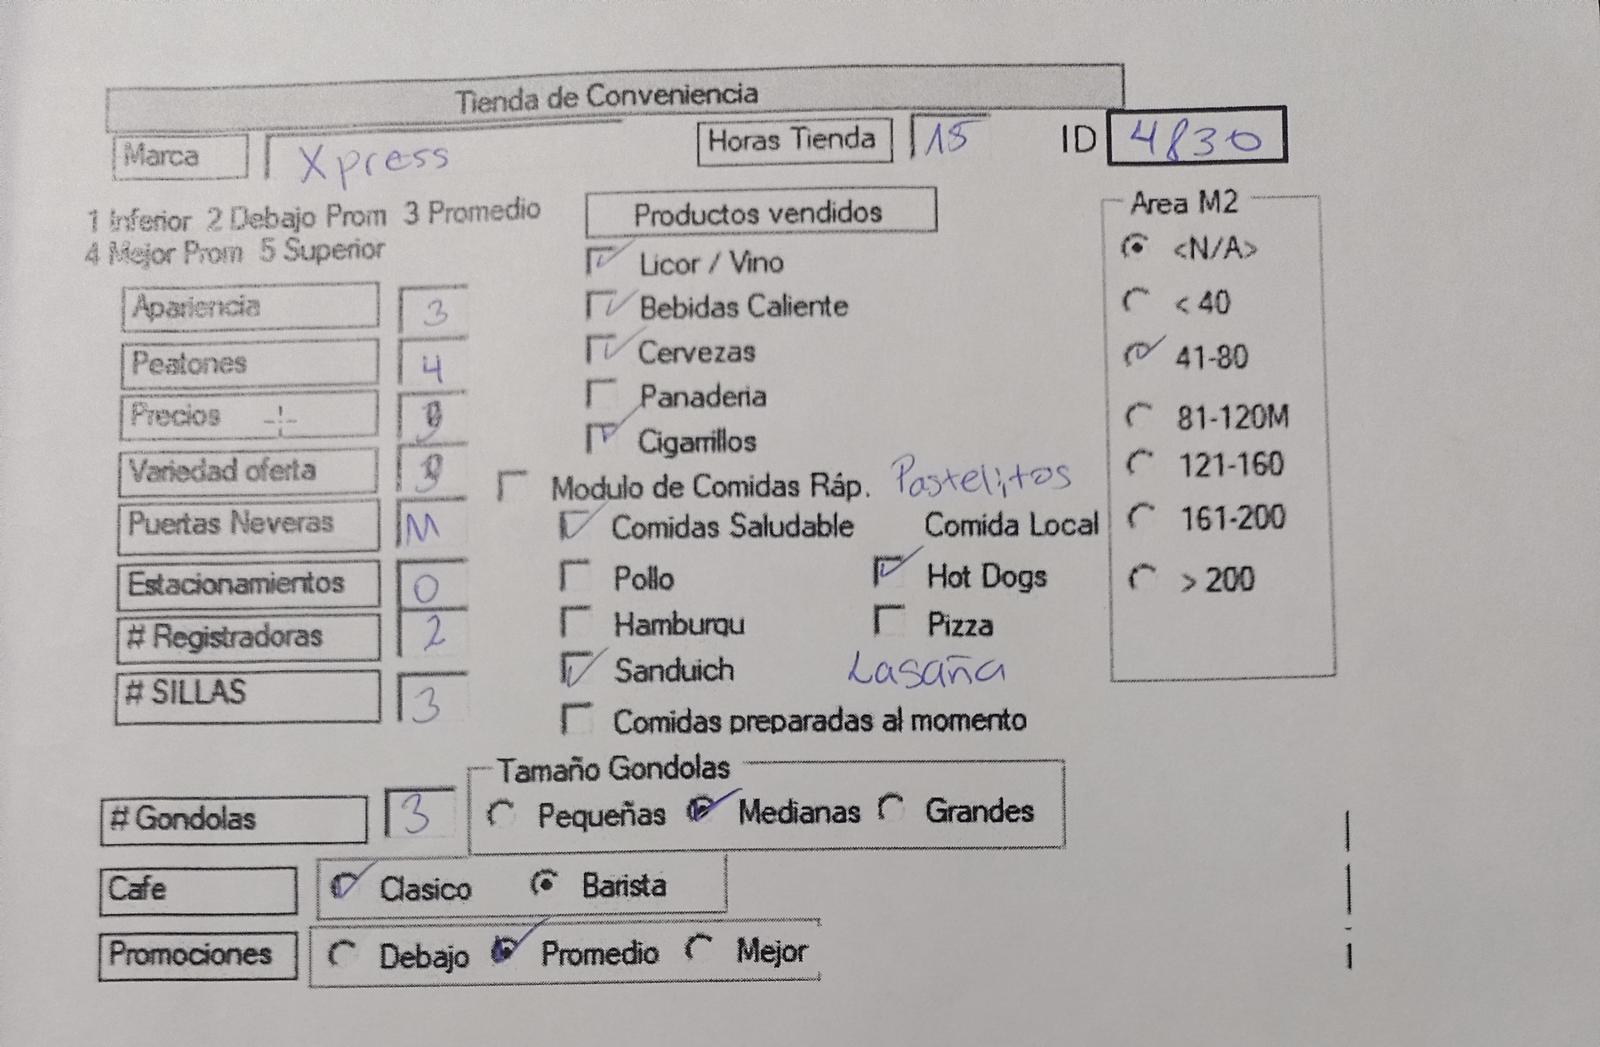 Tienda de Conveniencia
Marca Xpress Horas Tienda 15 ID 4830
1 Inferior 2 Debajo Prom 3 Promedio
4 Mejor Prom 5 Superior
Apariencia 3
Peatones 4
Precios
Variedad oferta
Puertas Neveras M
Estacionamientos 0
# Registradoras 2
# SILLAS 3
Productos vendidos
Licor / Vino
Bebidas Caliente
Cervezas
Panaderia
Cigarrillos
Modulo de Comidas Ráp. Pastelitos
Comidas Saludable Comida Local
Pollo Hot Dogs
Hamburqu Pizza
Sanduich Lasaña
Comidas preparadas al momento
Area M2
<N/A>
< 40
41-80
81-120M
121-160
161-200
> 200
# Gondolas 3
Tamaño Gondolas
Pequeñas Medianas Grandes
Cafe Clasico Barista
Promociones Debajo Promedio Mejor